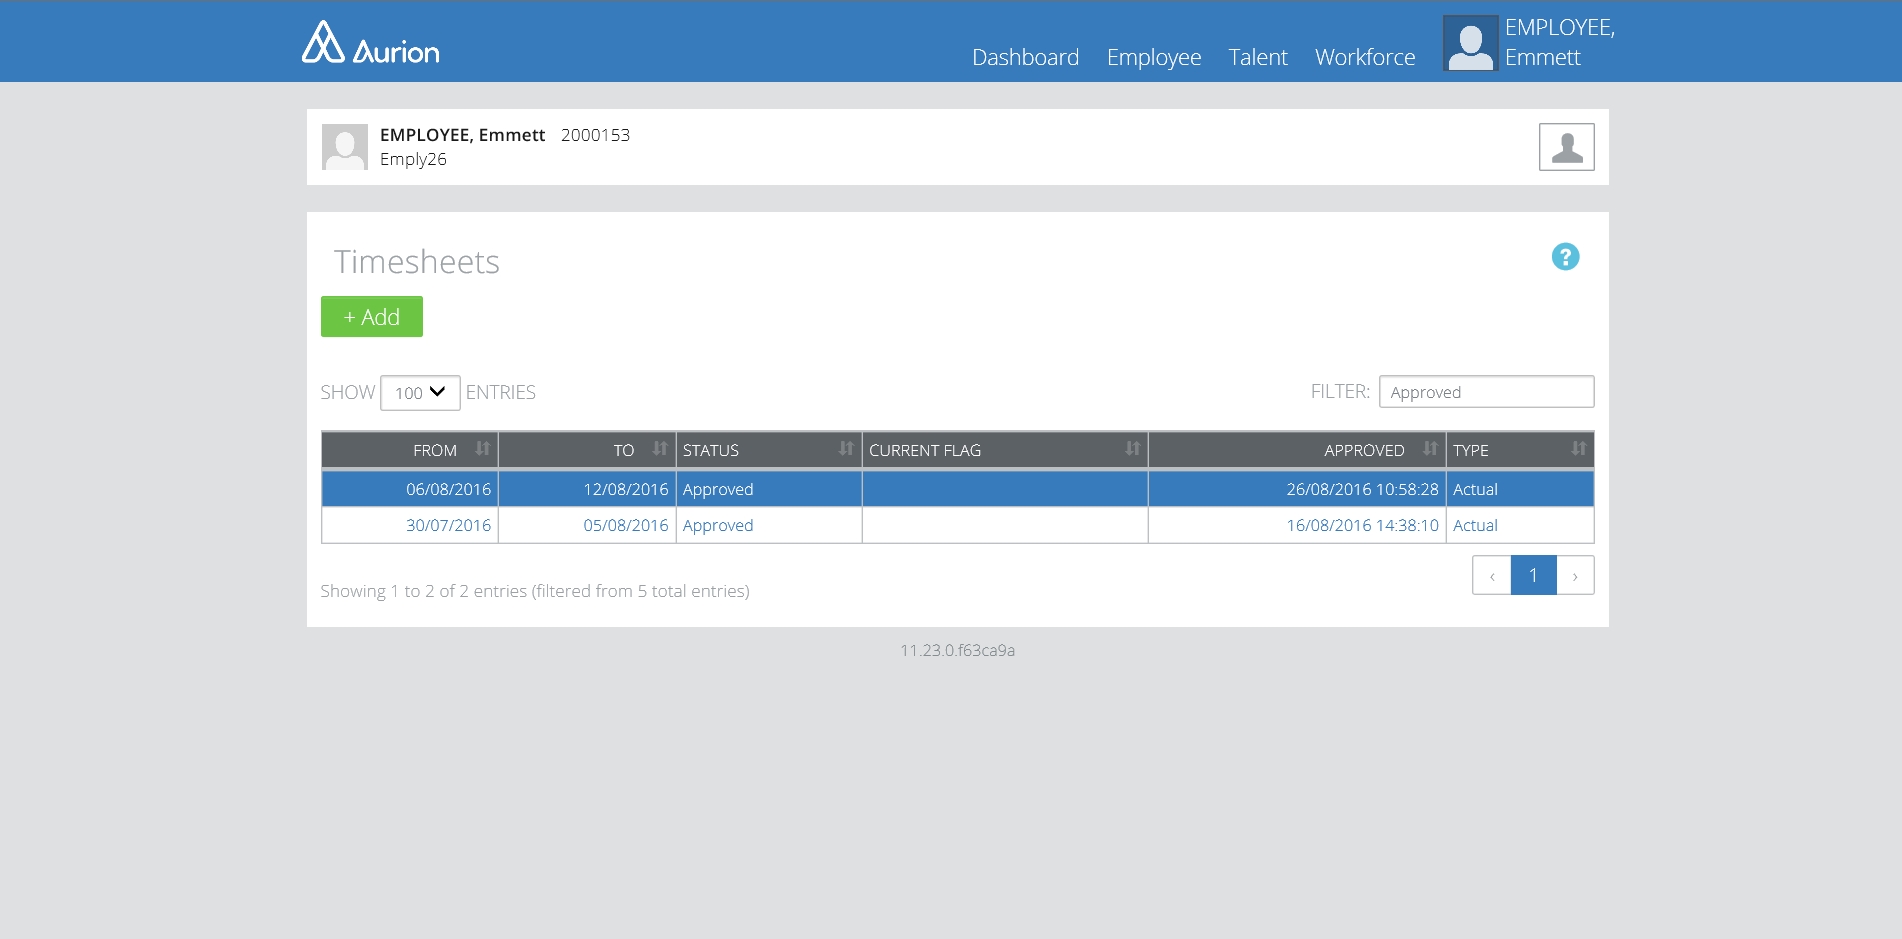 Aurion
Dashboard Employee Talent Workforce EMPLOYEE,
Emmett
EMPLOYEE, Emmett 2000153
Emply26
Timesheets
?
+ Add
SHOW 100 ENTRIES FILTER: Approved
FROM TO STATUS CURRENT FLAG APPROVED TYPE
06/08/2016 12/08/2016 Approved 26/08/2016 10:58:28 Actual
30/07/2016 05/08/2016 Approved 16/08/2016 14:38:10 Actual
‹ 1 ›
Showing 1 to 2 of 2 entries (filtered from 5 total entries)
11.23.0.f63ca9a